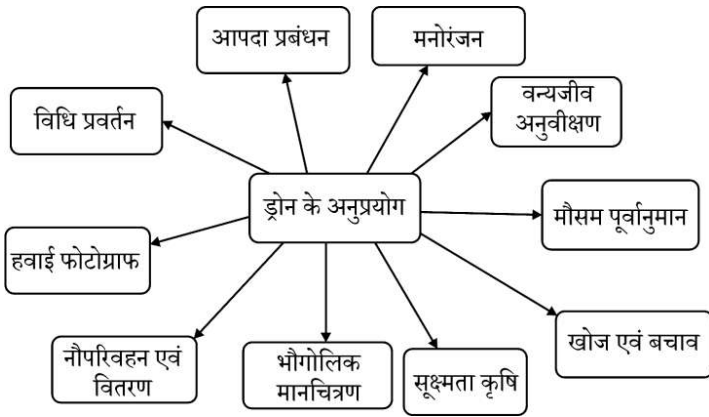 आपदा प्रबंधन
मनोरंजन
वन्यजीव
अनुवीक्षण
विधि प्रवर्तन
ड्रोन के अनुप्रयोग
मौसम पूर्वानुमान
हवाई फोटोग्राफ
खोज एवं बचाव
नौपरिवहन एवं
वितरण
भौगोलिक
मानचित्रण
सूक्ष्मता कृषि